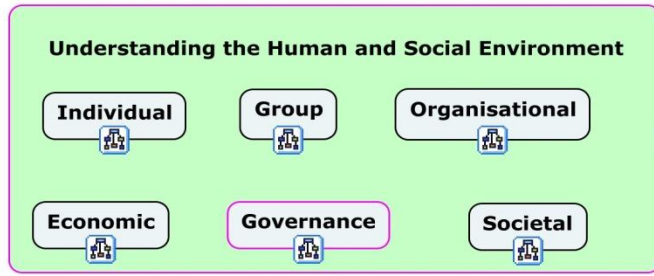 Understanding the Human and Social Environment
Individual
Group
Organisational
Economic
Governance
Societal